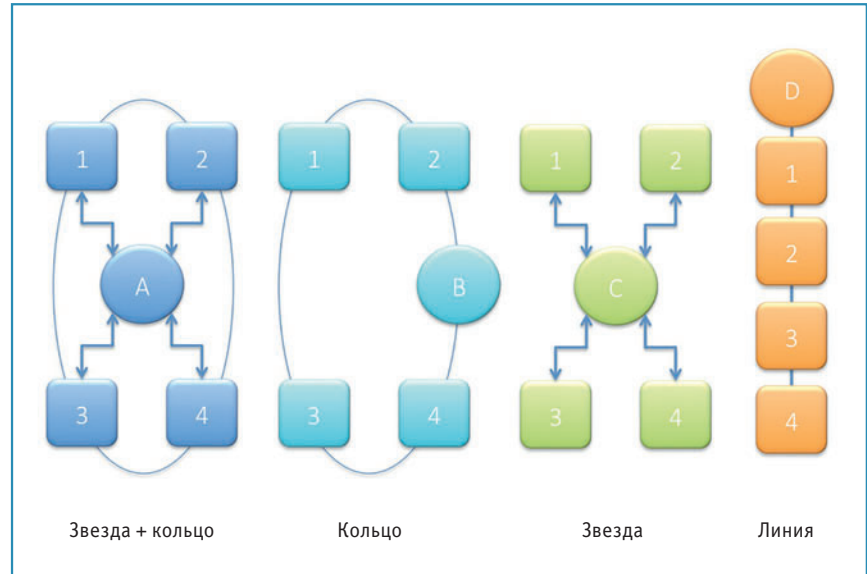 1 2
A
3 4
Звезда + кольцо
1 2
B
3 4
Кольцо
1 2
C
3 4
Звезда
D
1
2
3
4
Линия